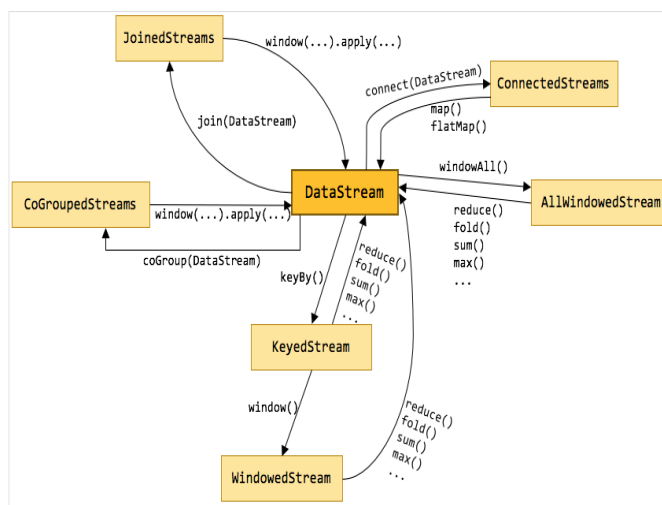 JoinedStreams
window(...).apply(...)
connect(DataStream)
ConnectedStreams
map()
flatMap()
join(DataStream)
windowAll()
DataStream
CoGroupedStreams
window(...).apply(...)
AllWindowedStream
reduce()
fold()
sum()
max()
...
coGroup(DataStream)
keyBy()
reduce()
fold()
sum()
max()
...
KeyedStream
window()
reduce()
fold()
sum()
max()
...
WindowedStream